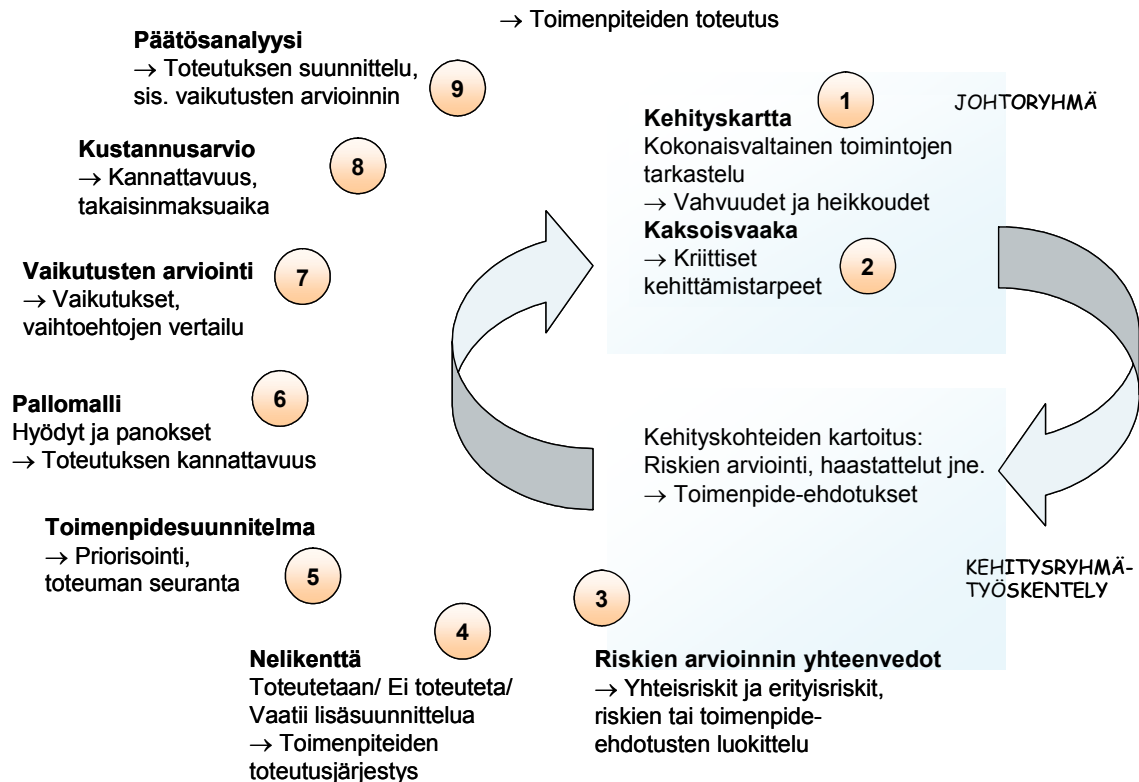 → Toimenpiteiden toteutus
1
JOHTORYHMÄ
Kehityskartta
Kokonaisvaltainen toimintojen
tarkastelu
→ Vahvuudet ja heikkoudet
Kaksoisvaaka
→ Kriittiset
kehittämistarpeet
2
Kehityskohteiden kartoitus:
Riskien arviointi, haastattelut jne.
→ Toimenpide-ehdotukset
KEHITYSRYHMÄ-
TYÖSKENTELY
3
Riskien arvioinnin yhteenvedot
→ Yhteisriskit ja erityisriskit,
riskien tai toimenpide-
ehdotusten luokittelu
4
Nelikenttä
Toteutetaan/ Ei toteuteta/
Vaatii lisäsuunnittelua
→ Toimenpiteiden
toteutusjärjestys
5
Toimenpidesuunnitelma
→ Priorisointi,
toteuman seuranta
6
Pallomalli
Hyödyt ja panokset
→ Toteutuksen kannattavuus
7
Vaikutusten arviointi
→ Vaikutukset,
vaihtoehtojen vertailu
8
Kustannusarvio
→ Kannattavuus,
takaisinmaksuaika
9
Päätösanalyysi
→ Toteutuksen suunnittelu,
sis. vaikutusten arvioinnin